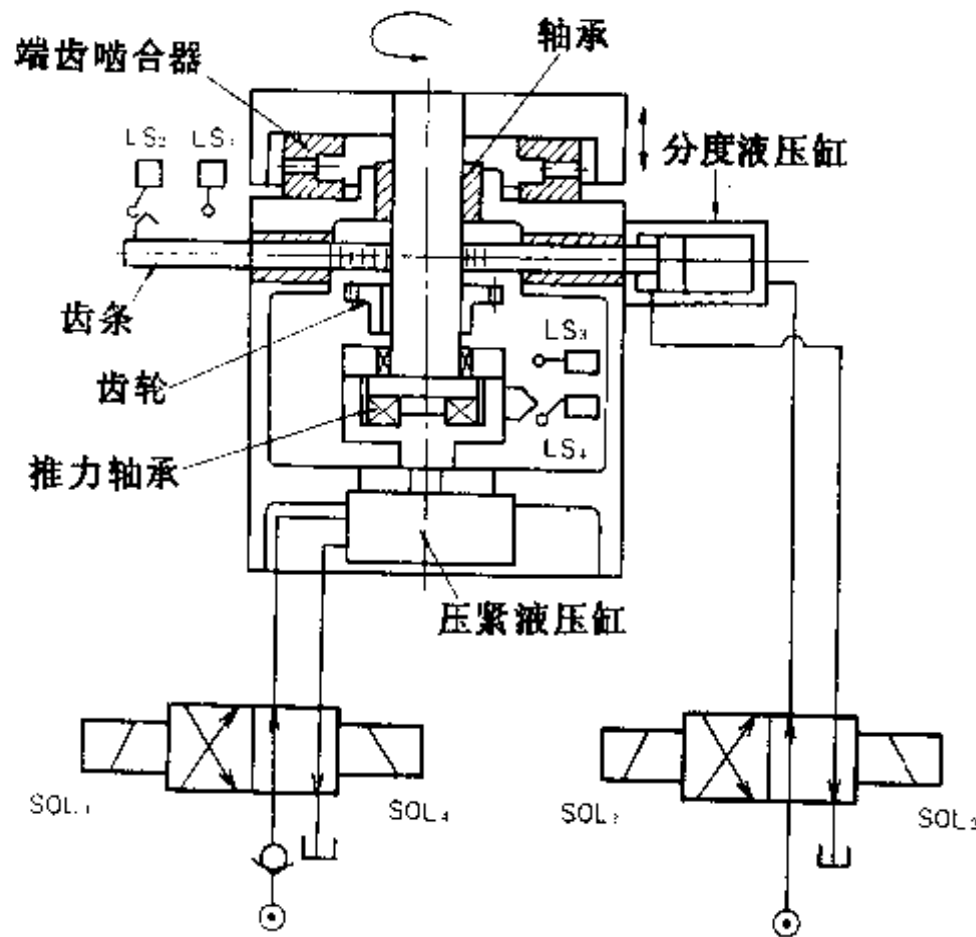 轴承
端齿啮合器
LS₂ LS₁
分度液压缸
齿条
LS₃
齿轮
LS₄
推力轴承
压紧液压缸
SOL₁ SOL₄ SOL₂ SOL₃